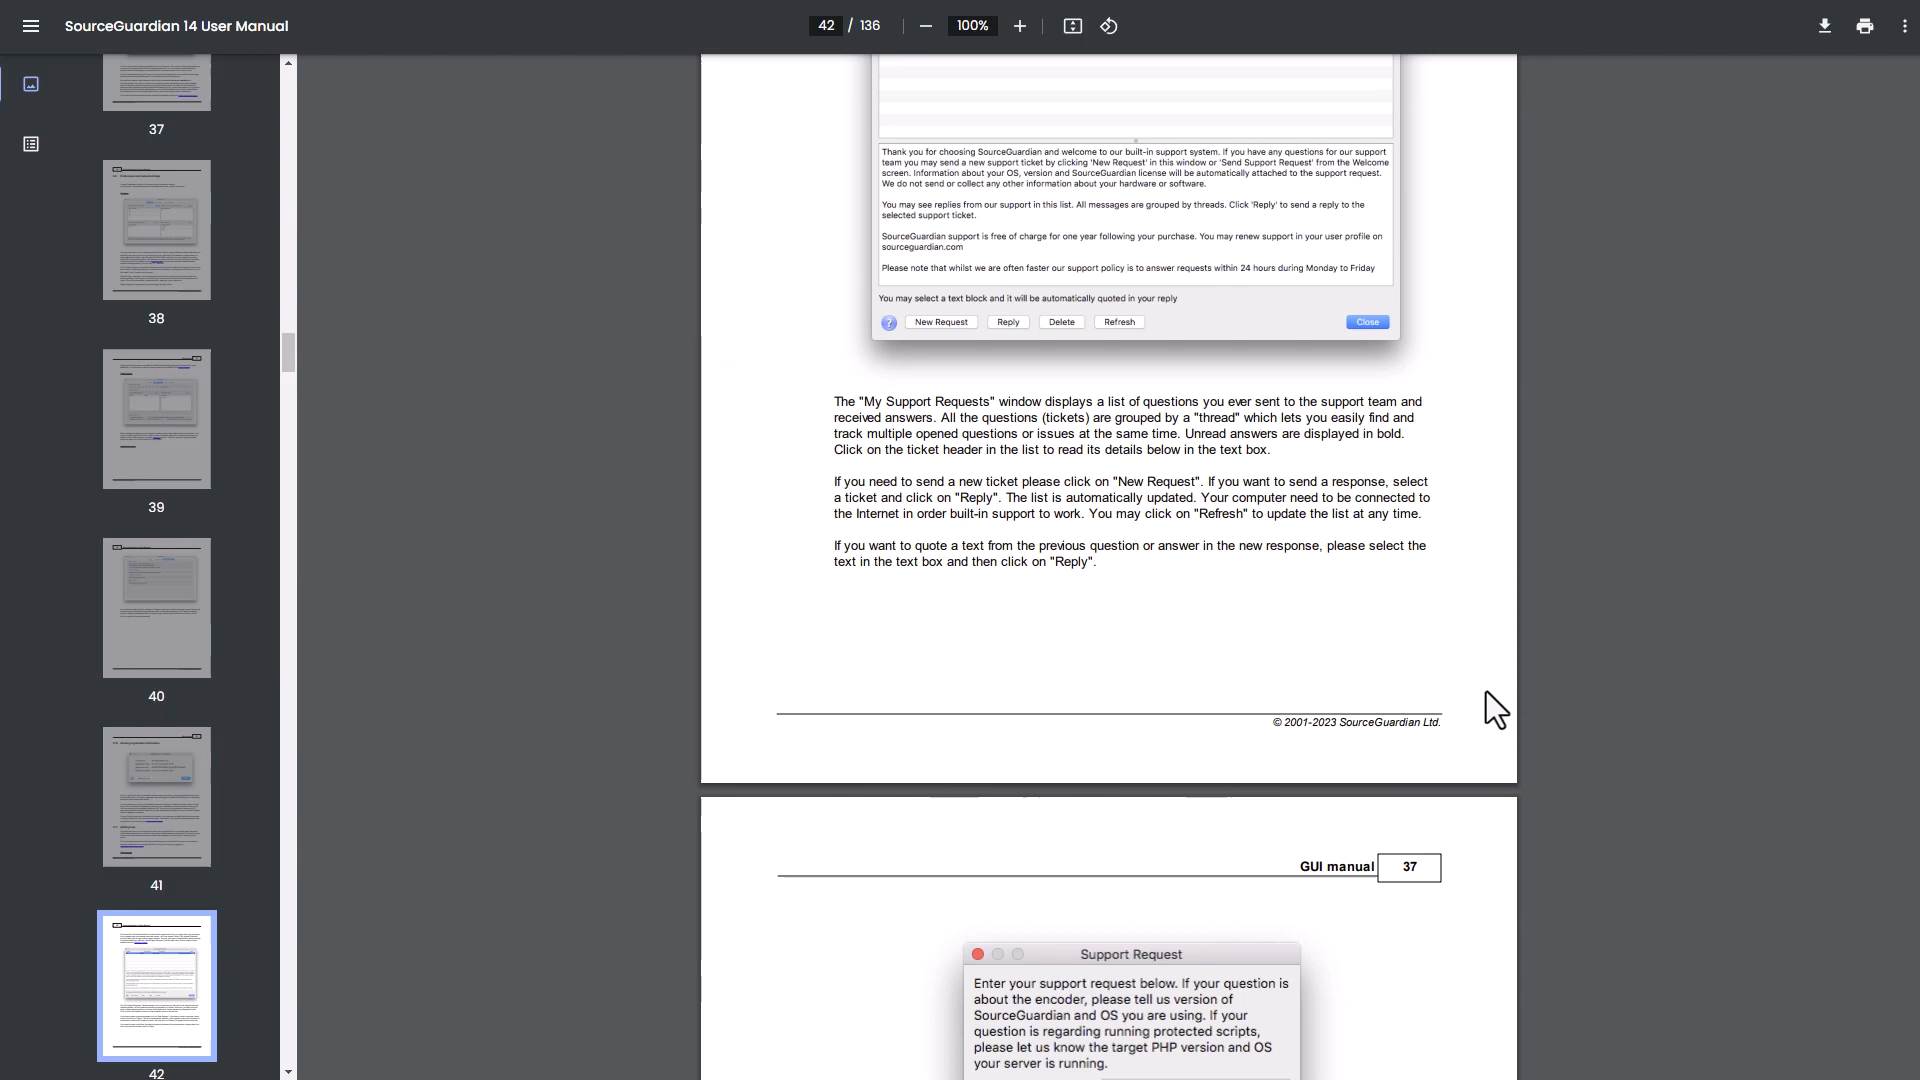 SourceGuardian 14 User Manual
42 / 136
100%
37
38
39
40
41
42
Thank you for choosing SourceGuardian and welcome to our built-in support system. If you have any questions for our support
team you may send a new support ticket by clicking 'New Request' in this window or 'Send Support Request' from the Welcome
screen. Information about your OS, version and SourceGuardian license will be automatically attached to the support request.
We do not send or collect any other information about your hardware or software.
You may see replies from our support in this list. All messages are grouped by threads. Click 'Reply' to send a reply to the
selected support ticket.
SourceGuardian support is free of charge for one year following your purchase. You may renew support in your user profile on
sourceguardian.com
Please note that whilst we are often faster our support policy is to answer requests within 24 hours during Monday to Friday
You may select a text block and it will be automatically quoted in your reply
? New Request Reply Delete Refresh Close
The "My Support Requests" window displays a list of questions you ever sent to the support team and
received answers. All the questions (tickets) are grouped by a "thread" which lets you easily find and
track multiple opened questions or issues at the same time. Unread answers are displayed in bold.
Click on the ticket header in the list to read its details below in the text box.
If you need to send a new ticket please click on "New Request". If you want to send a response, select
a ticket and click on "Reply". The list is automatically updated. Your computer need to be connected to
the Internet in order built-in support to work. You may click on "Refresh" to update the list at any time.
If you want to quote a text from the previous question or answer in the new response, please select the
text in the text box and then click on "Reply".
© 2001-2023 SourceGuardian Ltd.
GUI manual 37
Support Request
Enter your support request below. If your question is
about the encoder, please tell us version of
SourceGuardian and OS you are using. If your
question is regarding running protected scripts,
please let us know the target PHP version and OS
your server is running.